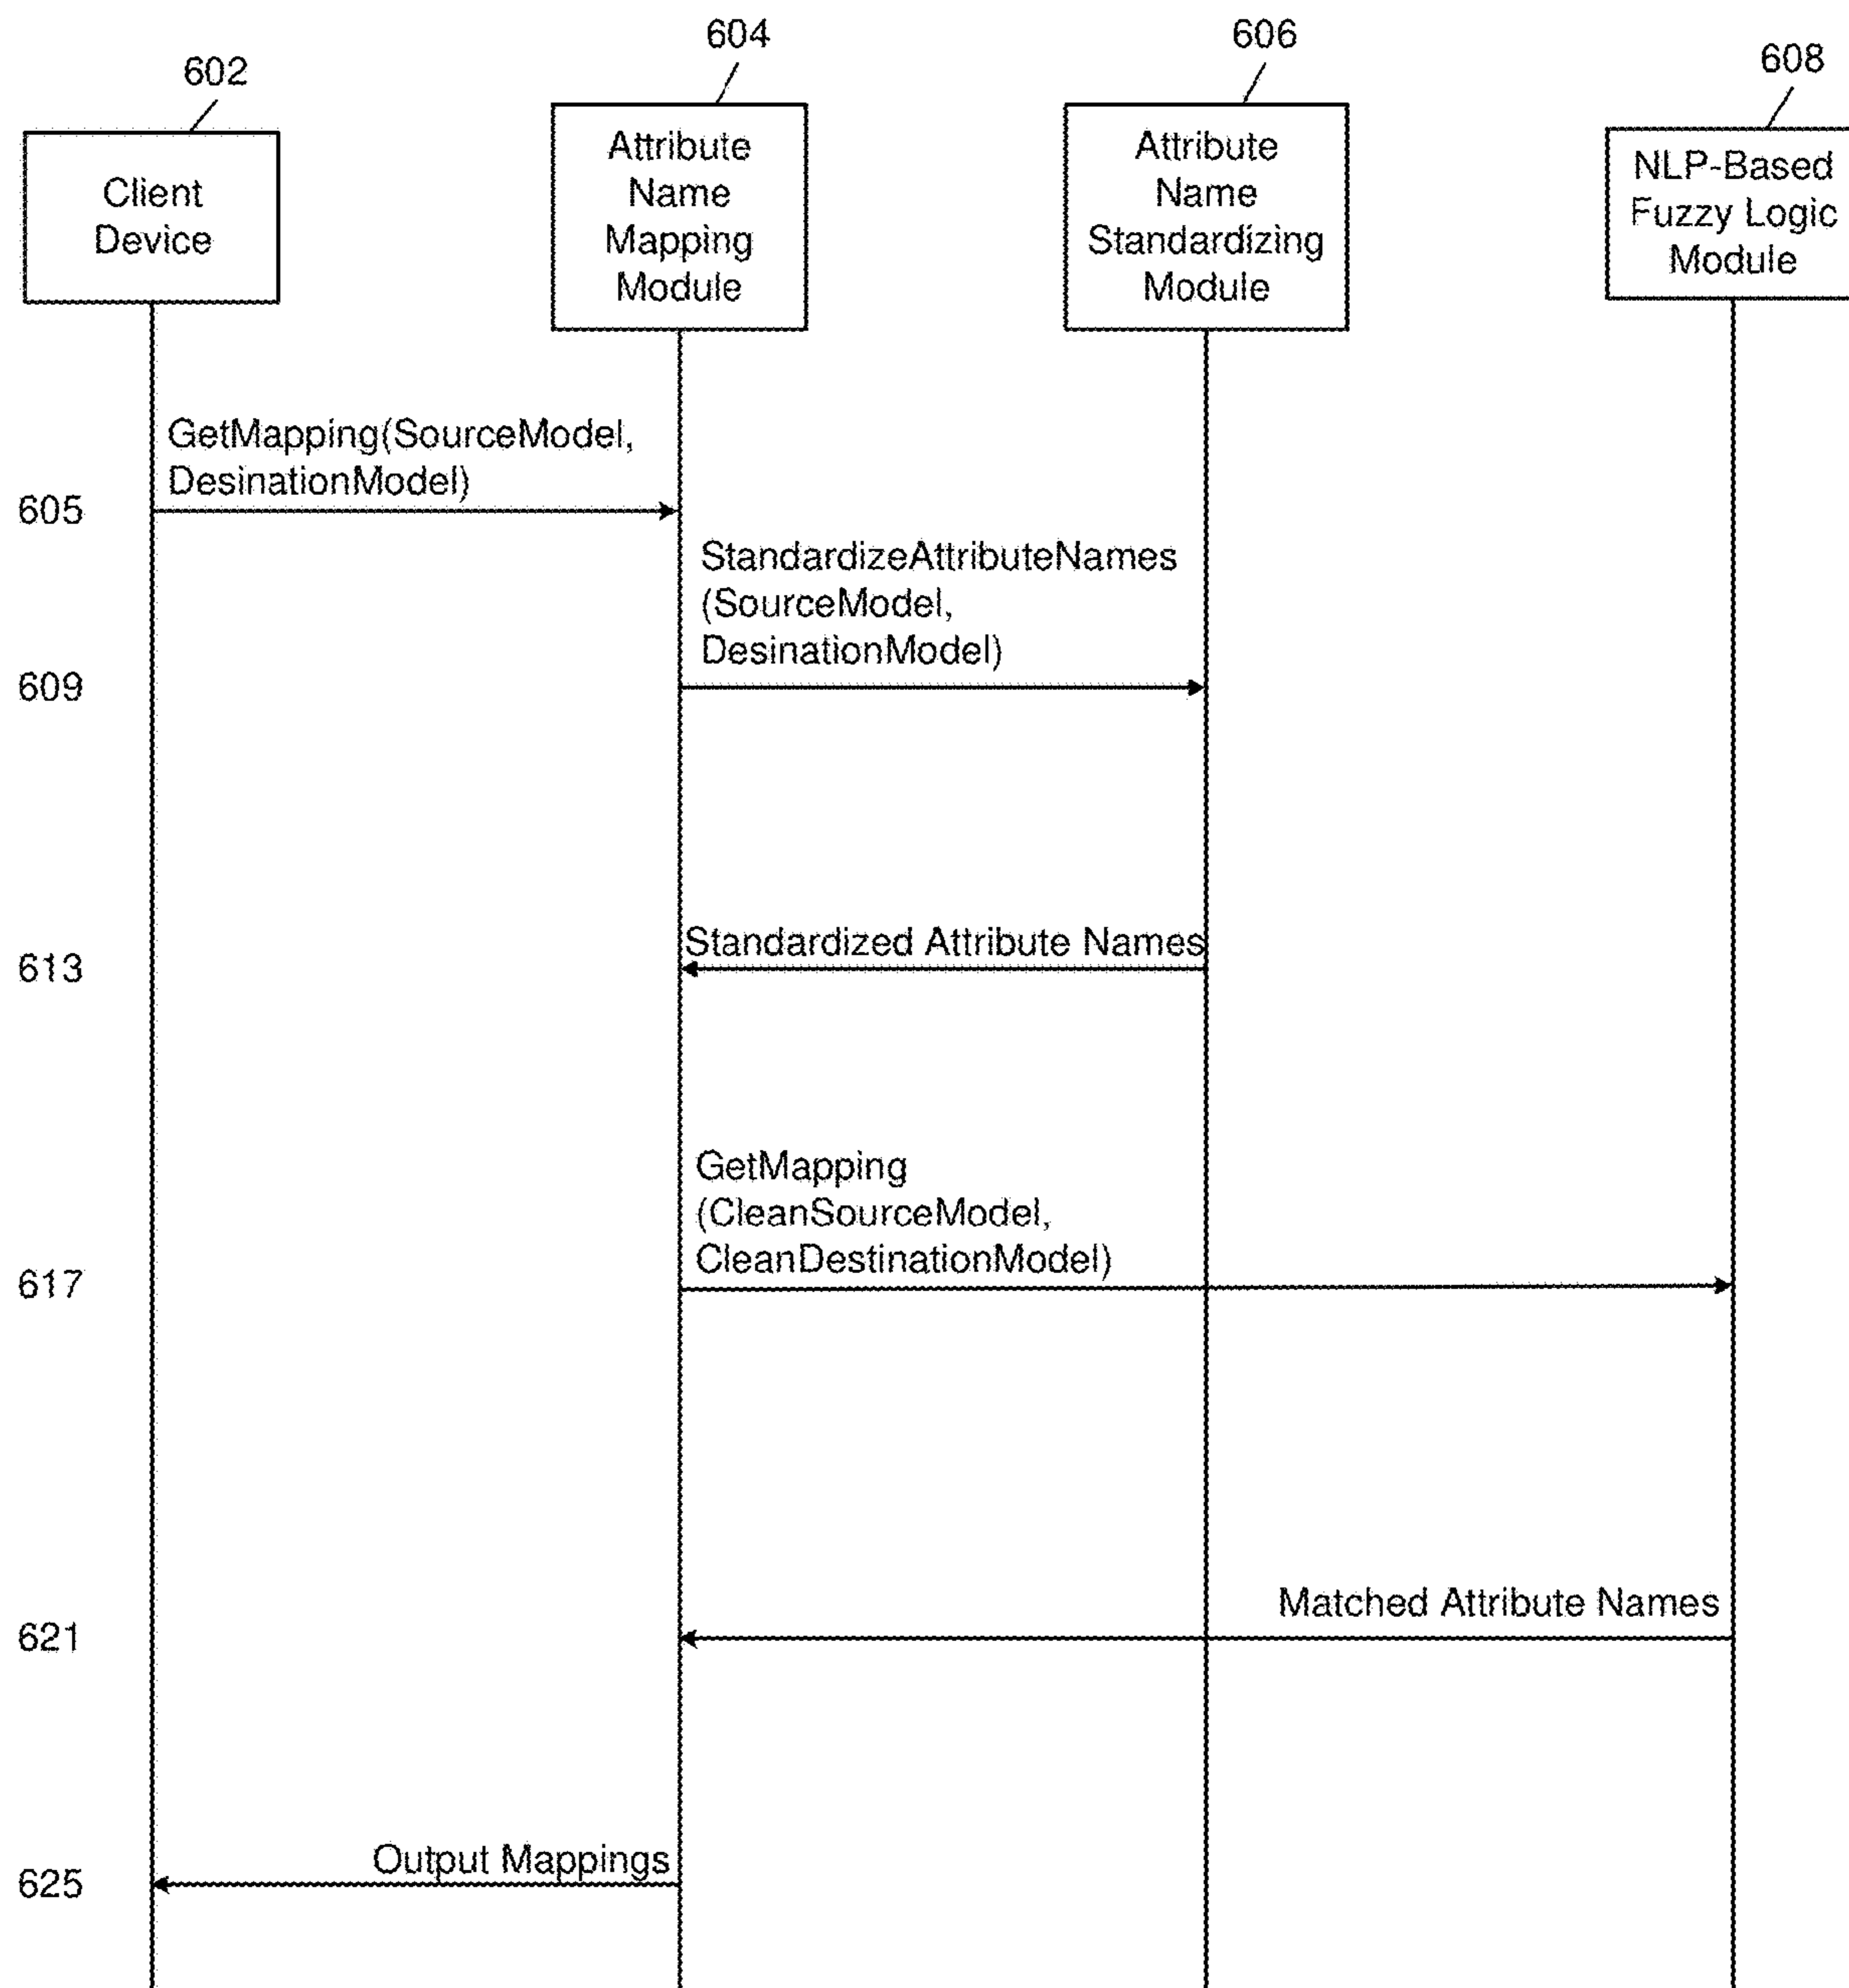 602
604
606
608
Client
Device
Attribute
Name
Mapping
Module
Attribute
Name
Standardizing
Module
NLP-Based
Fuzzy Logic
Module
GetMapping(SourceModel,
DesinationModel)
605
StandardizeAttributeNames
(SourceModel,
DesinationModel)
609
Standardized Attribute Names
613
GetMapping
(CleanSourceModel,
CleanDestinationModel)
617
Matched Attribute Names
621
Output Mappings
625